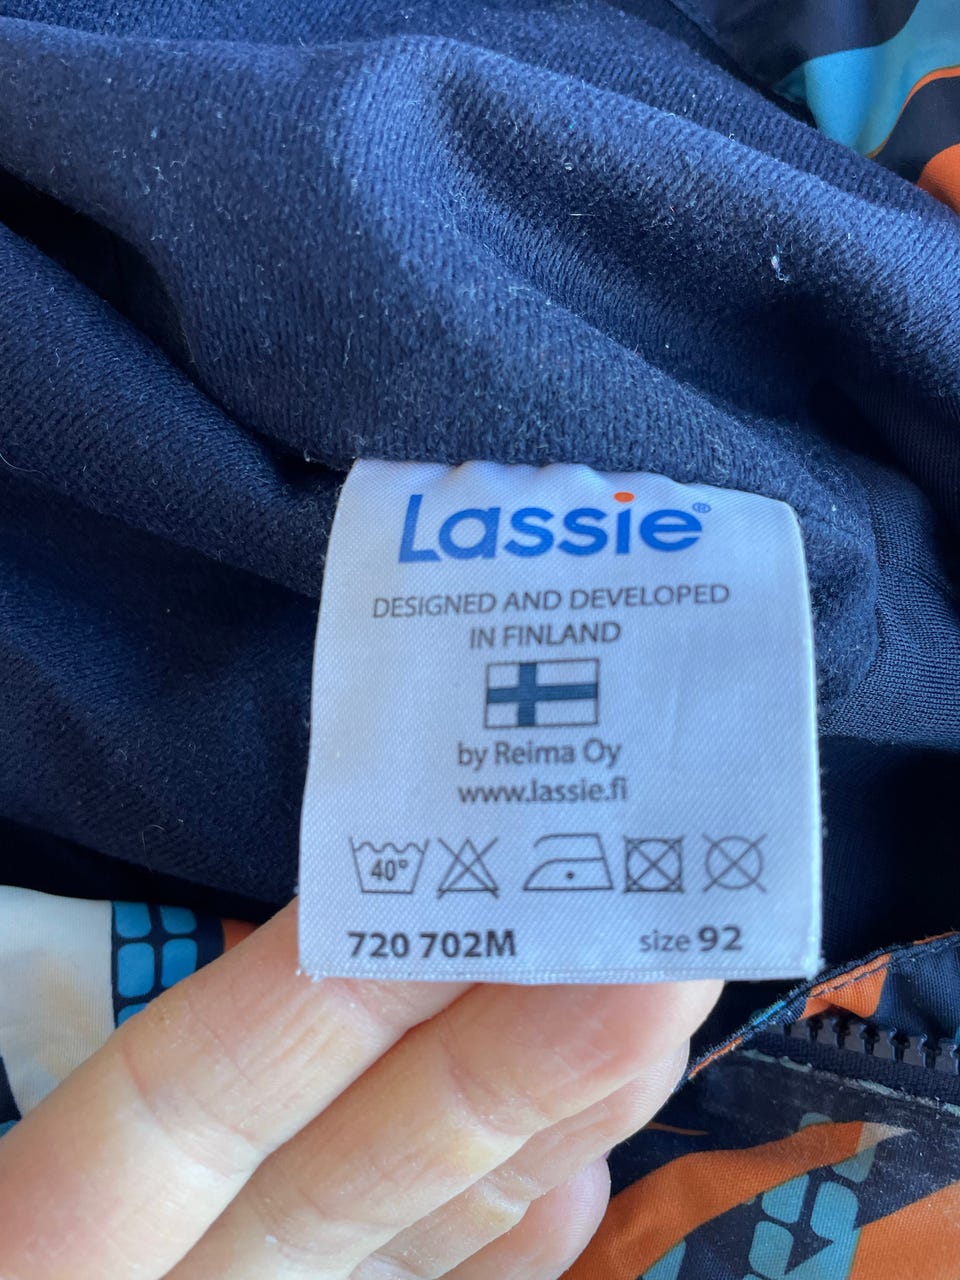 Lassie®
DESIGNED AND DEVELOPED
IN FINLAND
by Reima Oy
www.lassie.fi
40°
720 702M size 92